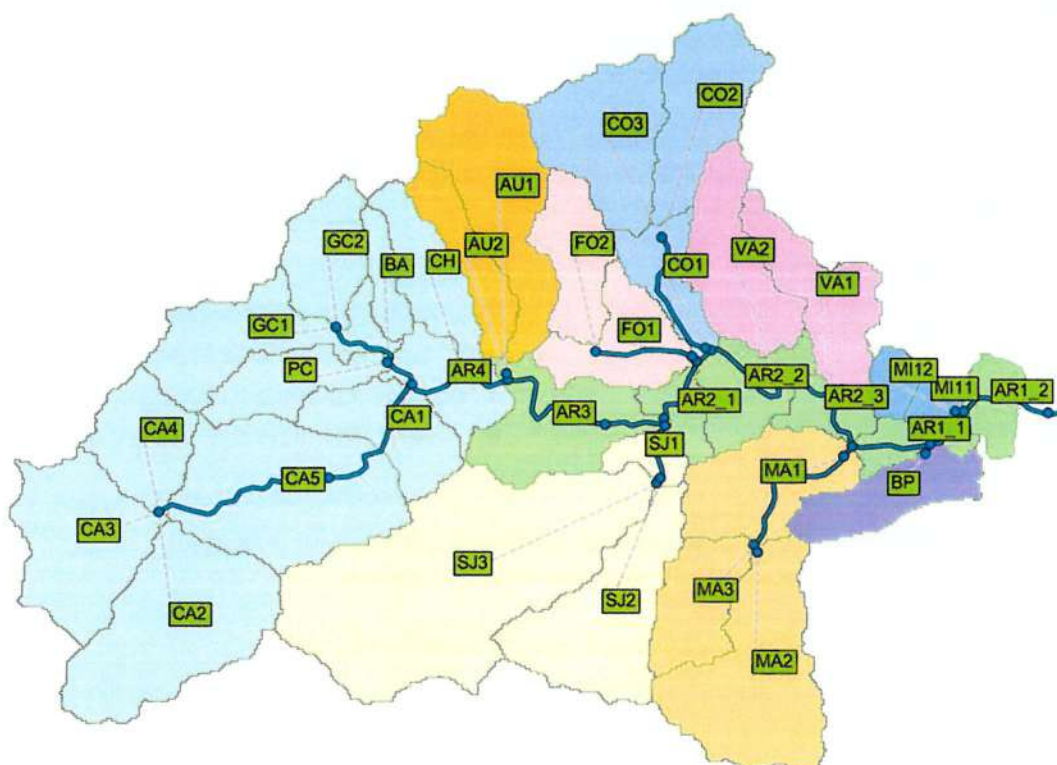 CO2
CO3
AU1
GC2
BA
CH
AU2
FO2
CO1
VA2
VA1
GC1
FO1
PC
AR4
AR2_2
MI12
MI11
AR1_2
CA1
AR3
AR2_1
AR2_3
AR1_1
CA4
SJ1
CA5
MA1
BP
CA3
SJ3
CA2
SJ2
MA3
MA2